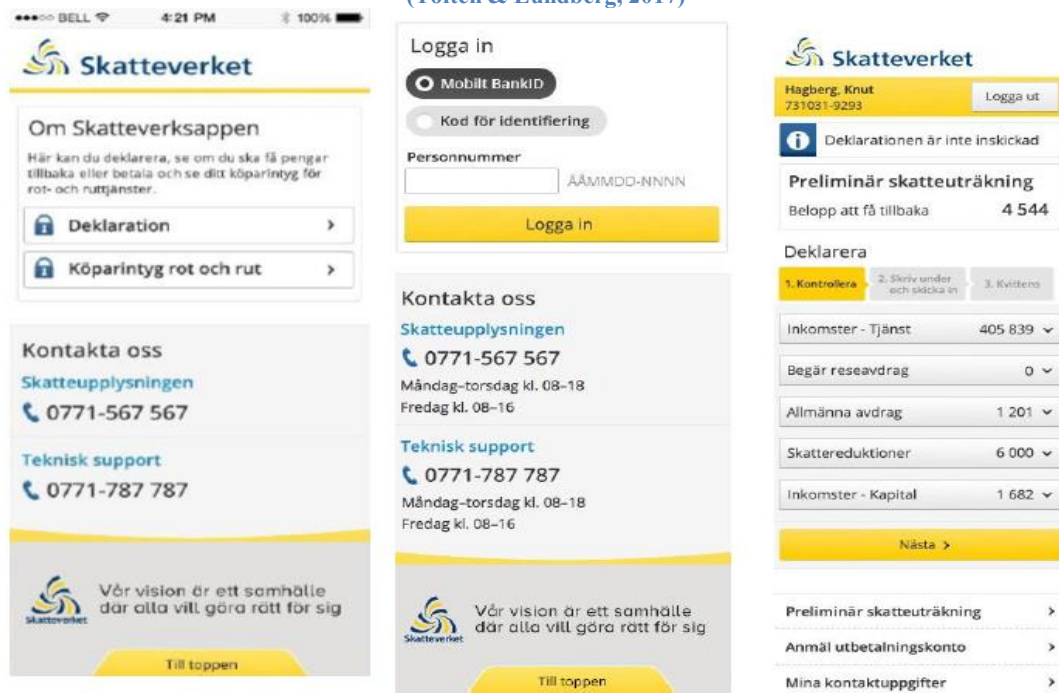 (Tolten & Lundberg, 2017)
BELL 4:21 PM 100%
Skatteverket
Om Skatteverksappen
Här kan du deklarera, se om du ska få pengar
tillbaka eller betala och se ditt köparintyg för
rot- och ruttjänster.
Deklaration
Köparintyg rot och rut
Kontakta oss
Skatteupplysningen
0771-567 567
Teknisk support
0771-787 787
Skatteverket
Vår vision är ett samhälle
där alla vill göra rätt för sig
Till toppen
Logga in
Mobilt BankID
Kod för identifiering
Personnummer
ÅÅMMDD-NNNN
Logga in
Kontakta oss
Skatteupplysningen
0771-567 567
Måndag–torsdag kl. 08–18
Fredag kl. 08–16
Teknisk support
0771-787 787
Måndag–torsdag kl. 08–18
Fredag kl. 08–16
Skatteverket
Vår vision är ett samhälle
där alla vill göra rätt för sig
Till toppen
Skatteverket
Hagberg, Knut
731031-9293
Logga ut
Deklarationen är inte inskickad
Preliminär skatteuträkning
Belopp att få tillbaka 4 544
Deklarera
1. Kontrollera
2. Skriv under
och skicka in
3. Kvittens
Inkomster - Tjänst 405 839
Begär reseavdrag 0
Allmänna avdrag 1 201
Skattereduktioner 6 000
Inkomster - Kapital 1 682
Nästa
Preliminär skatteuträkning
Anmäl utbetalningskonto
Mina kontaktuppgifter